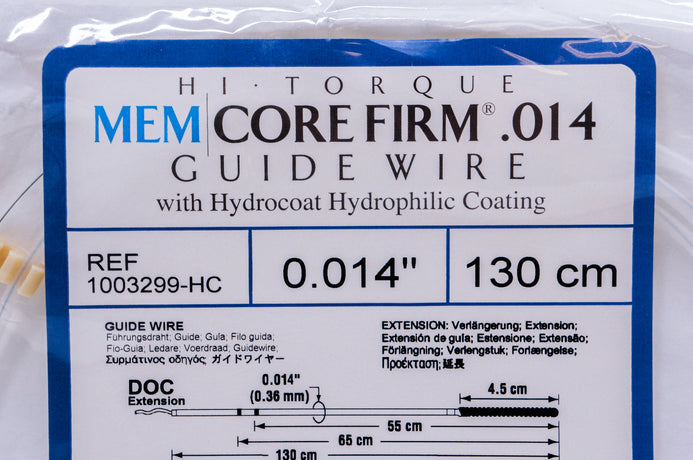 HI·TORQUE
MEM CORE FIRM® .014
GUIDE WIRE
with Hydrocoat Hydrophilic Coating
REF
1003299-HC
0.014"
130 cm
GUIDE WIRE
Führungsdraht; Guide; Guía; Filo guida;
Fio-Guia; Ledare; Voerdraad; Guidewire;
Συρμάτινος οδηγός; ガイドワイヤー
EXTENSION: Verlängerung; Extension;
Extensión de guía; Estensione; Extensão;
Förlängning; Verlengstuk; Forlængelse;
Προέκταση; 延長
DOC
Extension
0.014"
(0.36 mm)
4.5 cm
55 cm
65 cm
130 cm